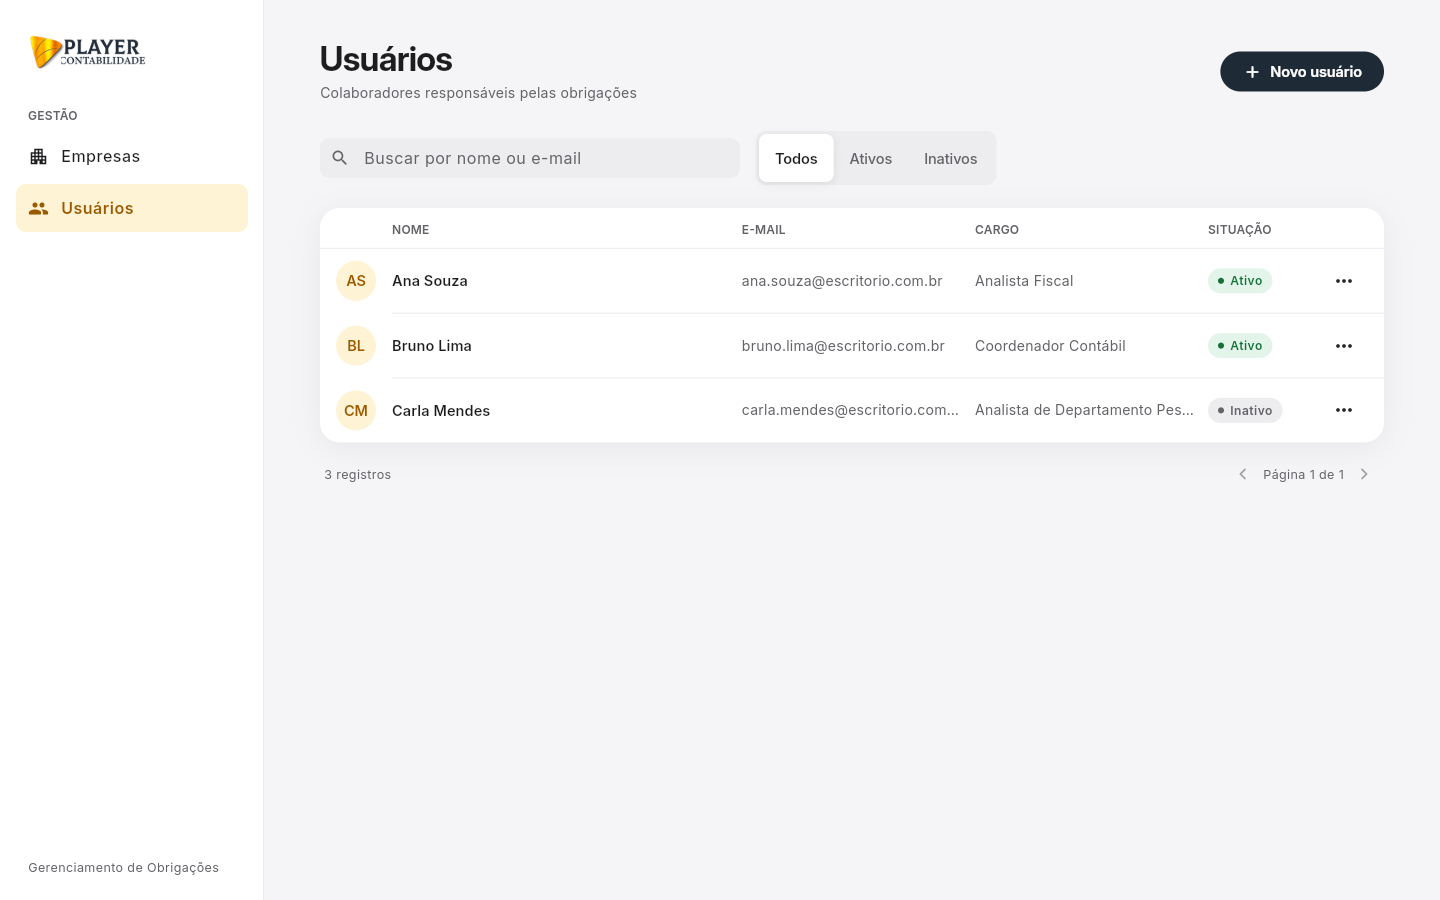 PLAYER
CONTABILIDADE
GESTÃO
Empresas
Usuários
Gerenciamento de Obrigações
Usuários
Colaboradores responsáveis pelas obrigações
Novo usuário
Buscar por nome ou e-mail
Todos Ativos Inativos
NOME E-MAIL CARGO SITUAÇÃO
AS Ana Souza ana.souza@escritorio.com.br Analista Fiscal Ativo
BL Bruno Lima bruno.lima@escritorio.com.br Coordenador Contábil Ativo
CM Carla Mendes carla.mendes@escritorio.com... Analista de Departamento Pes... Inativo
3 registros Página 1 de 1